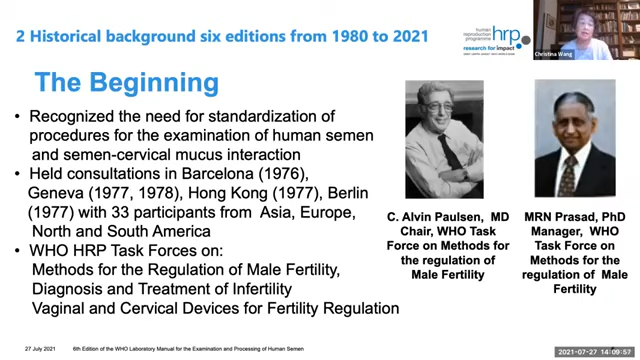 2 Historical background six editions from 1980 to 2021
human
reproduction
programme
hrp
research for impact
Christina Wang
The Beginning
• Recognized the need for standardization of
procedures for the examination of human semen
and semen-cervical mucus interaction
• Held consultations in Barcelona (1976),
Geneva (1977, 1978), Hong Kong (1977), Berlin
(1977) with 33 participants from Asia, Europe,
North and South America
• WHO HRP Task Forces on:
Methods for the Regulation of Male Fertility,
Diagnosis and Treatment of Infertility
Vaginal and Cervical Devices for Fertility Regulation
C. Alvin Paulsen, MD
Chair, WHO Task
Force on Methods for
the regulation of
Male Fertility
MRN Prasad, PhD
Manager, WHO
Task Force on
Methods for the
regulation of Male
Fertility
27 July 2021 6th Edition of the WHO Laboratory Manual for the Examination and Processing of Human Semen
2021-07-27 14:09:57